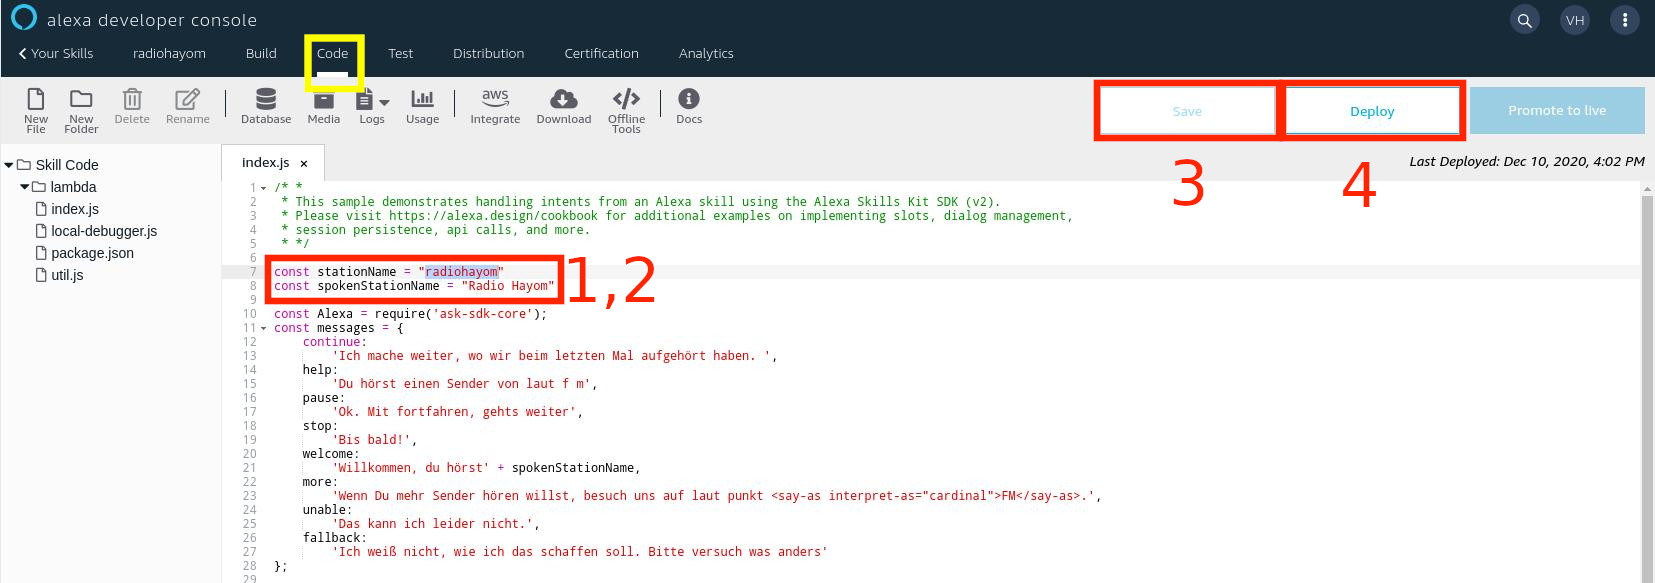 alexa developer console
VH
Your Skills radiohayom Build Code Test Distribution Certification Analytics
New File New Folder Delete Rename Database Media Logs Usage aws Integrate Download Offline Tools Docs
Save Deploy Promote to live
3 4
Last Deployed: Dec 10, 2020, 4:02 PM
Skill Code
lambda
index.js
local-debugger.js
package.json
util.js
index.js ×
1 /* *
2 * This sample demonstrates handling intents from an Alexa skill using the Alexa Skills Kit SDK (v2).
3 * Please visit https://alexa.design/cookbook for additional examples on implementing slots, dialog management,
4 * session persistence, api calls, and more.
5 * */
6
7 const stationName = "radiohayom"
8 const spokenStationName = "Radio Hayom"
1,2
9
10 const Alexa = require('ask-sdk-core');
11 const messages = {
12 continue:
13 'Ich mache weiter, wo wir beim letzten Mal aufgehört haben. ',
14 help:
15 'Du hörst einen Sender von laut f m',
16 pause:
17 'Ok. Mit fortfahren, gehts weiter',
18 stop:
19 'Bis bald!',
20 welcome:
21 'Willkommen, du hörst' + spokenStationName,
22 more:
23 'Wenn Du mehr Sender hören willst, besuch uns auf laut punkt <say-as interpret-as="cardinal">FM</say-as>.',
24 unable:
25 'Das kann ich leider nicht.',
26 fallback:
27 'Ich weiß nicht, wie ich das schaffen soll. Bitte versuch was anders'
28 };
29